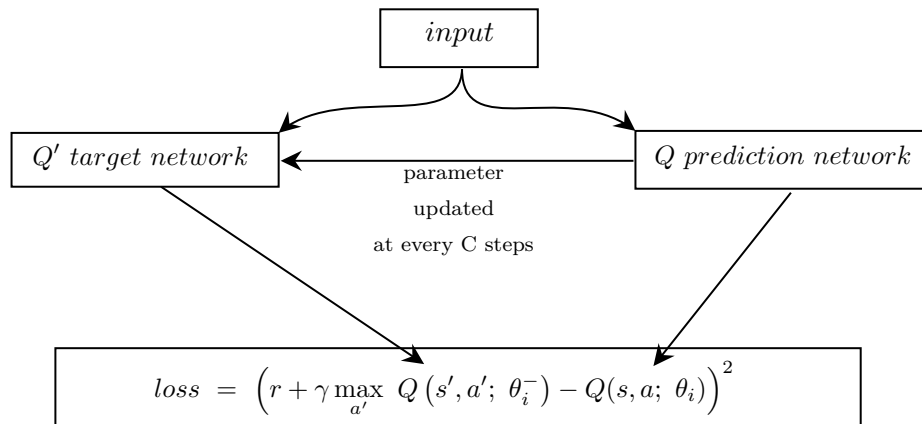 input
Q′ target network
Q prediction network
parameter
updated
at every C steps
loss = (r + γ max_{a′} Q(s′, a′; θ_i^−) − Q(s, a; θ_i))^2